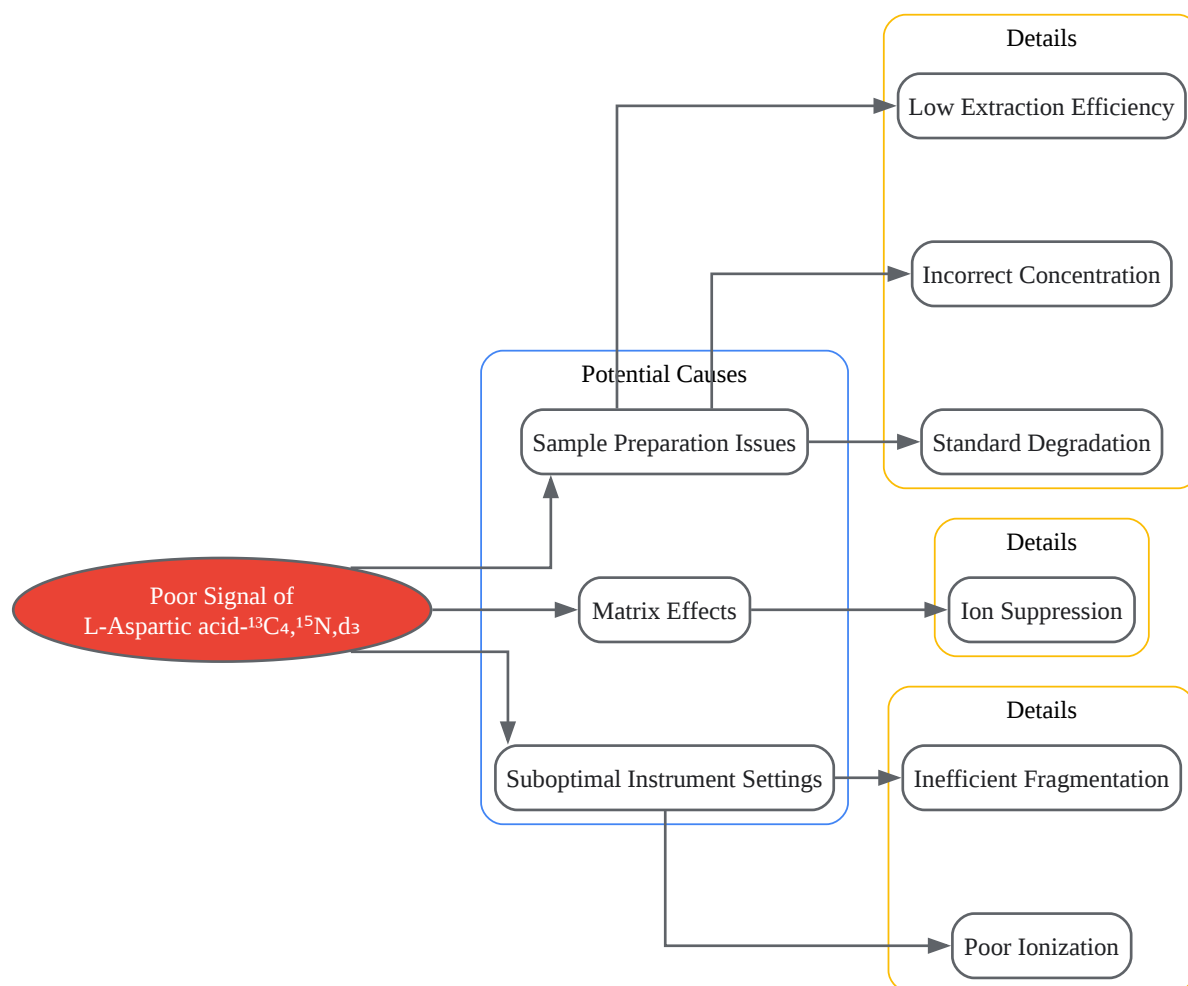 Details
Low Extraction Efficiency
Incorrect Concentration
Potential Causes
Sample Preparation Issues
Standard Degradation
Details
Poor Signal of
L-Aspartic acid-¹³C₄,¹⁵N,d₃
Matrix Effects
Ion Suppression
Details
Suboptimal Instrument Settings
Inefficient Fragmentation
Poor Ionization